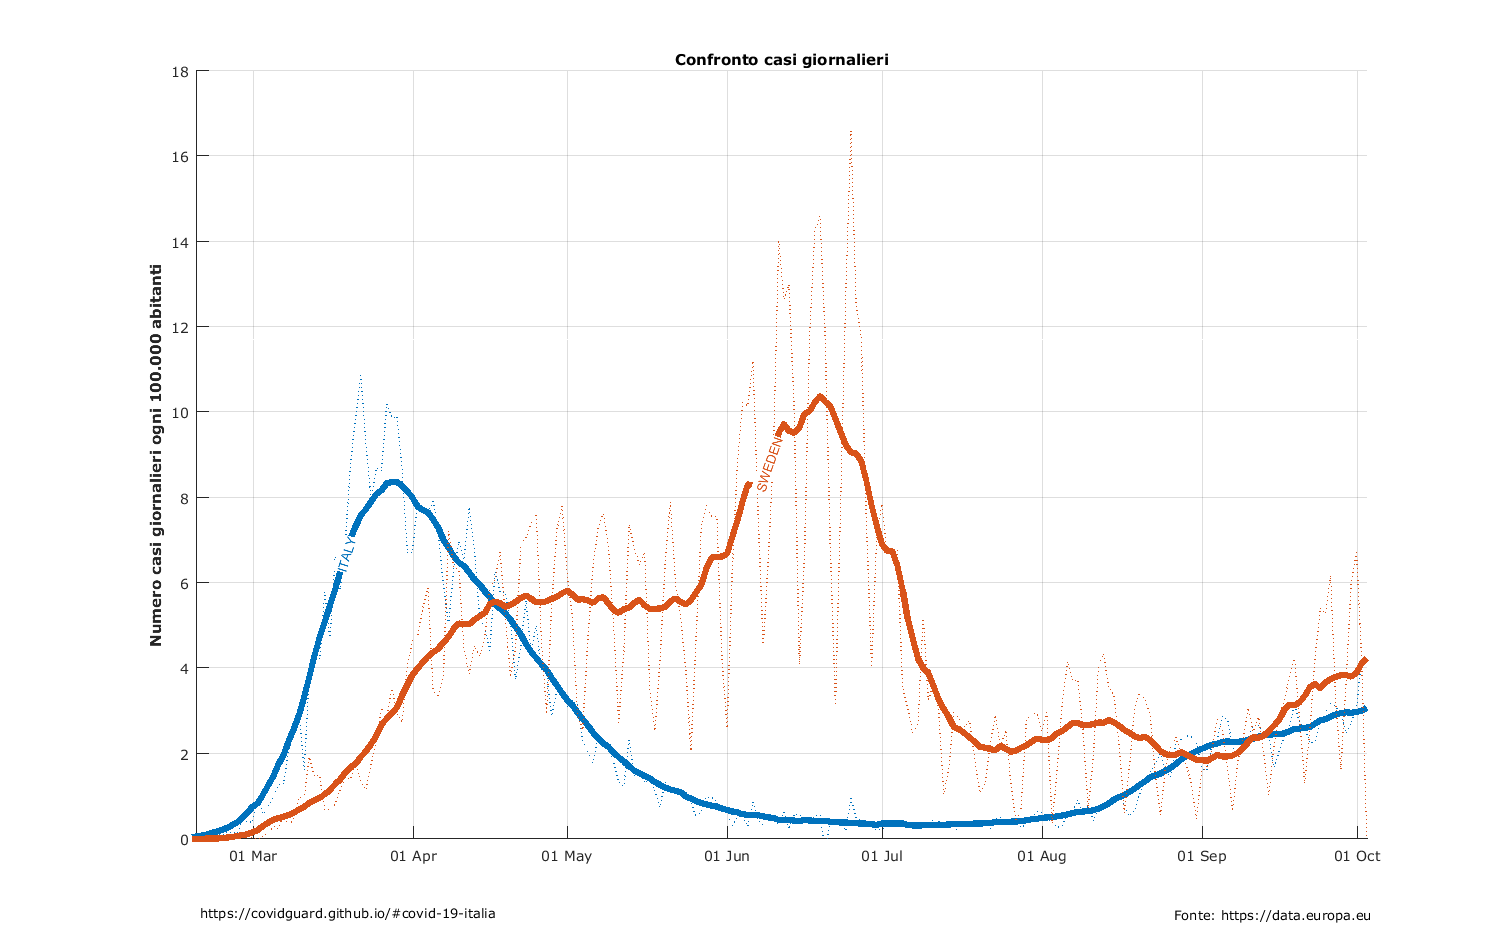 Confronto casi giornalieri
Numero casi giornalieri ogni 100.000 abitanti
18
16
14
12
10
8
6
4
2
0
ITALY
SWEDEN
01 Mar
01 Apr
01 May
01 Jun
01 Jul
01 Aug
01 Sep
01 Oct
https://covidguard.github.io/#covid-19-italia
Fonte: https://data.europa.eu